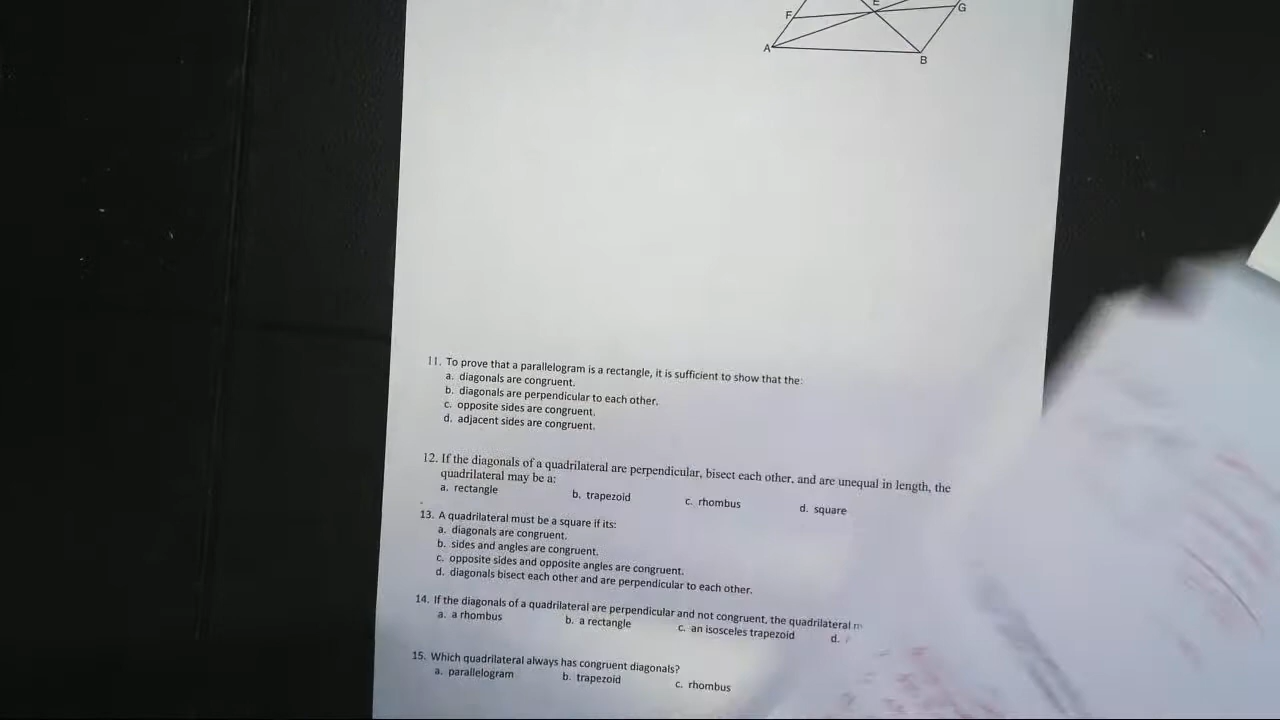 E
F
G
A
B
11. To prove that a parallelogram is a rectangle, it is sufficient to show that the:
a. diagonals are congruent.
b. diagonals are perpendicular to each other.
c. opposite sides are congruent.
d. adjacent sides are congruent.
12. If the diagonals of a quadrilateral are perpendicular, bisect each other, and are unequal in length, the
quadrilateral may be a:
a. rectangle b. trapezoid c. rhombus d. square
13. A quadrilateral must be a square if its:
a. diagonals are congruent.
b. sides and angles are congruent.
c. opposite sides and opposite angles are congruent.
d. diagonals bisect each other and are perpendicular to each other.
14. If the diagonals of a quadrilateral are perpendicular and not congruent, the quadrilateral
a. a rhombus b. a rectangle c. an isosceles trapezoid d.
15. Which quadrilateral always has congruent diagonals?
a. parallelogram b. trapezoid c. rhombus